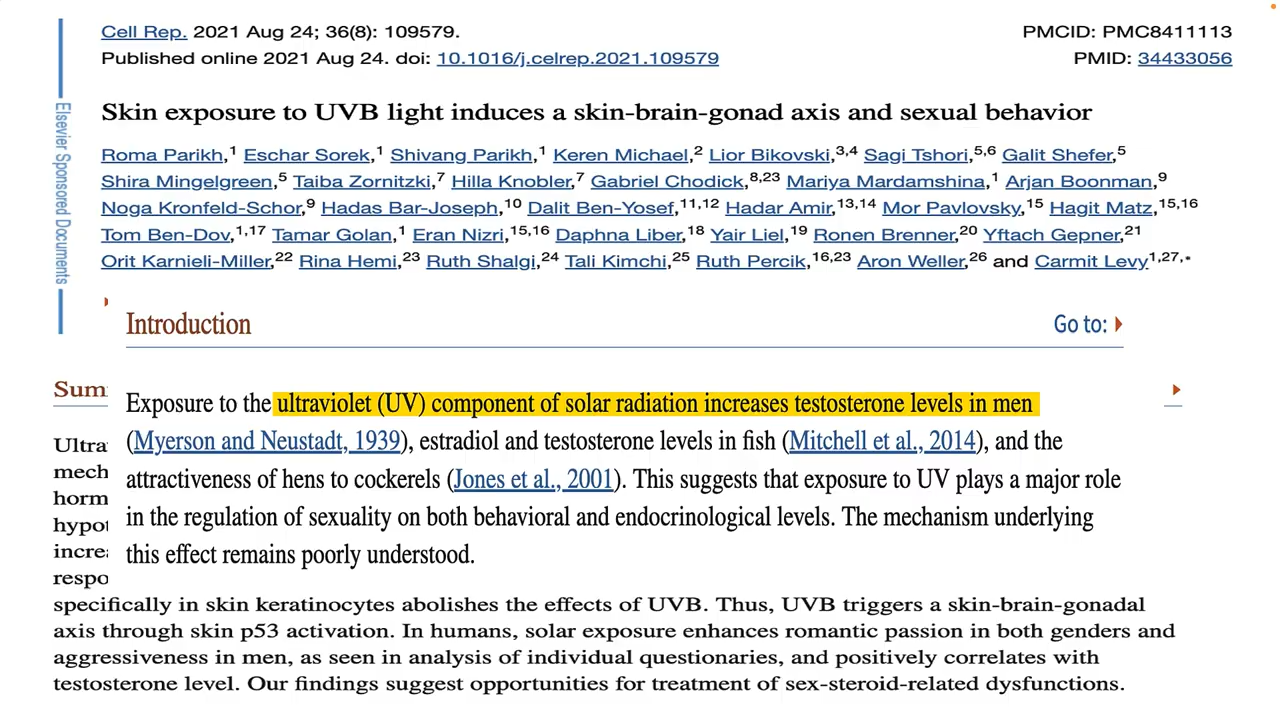 Cell Rep. 2021 Aug 24; 36(8): 109579.
PMCID: PMC8411113
Published online 2021 Aug 24. doi: 10.1016/j.celrep.2021.109579
PMID: 34433056
Elsevier Sponsored Documents
Skin exposure to UVB light induces a skin-brain-gonad axis and sexual behavior
Roma Parikh,1 Eschar Sorek,1 Shivang Parikh,1 Keren Michael,2 Lior Bikovski,3,4 Sagi Tshori,5,6 Galit Shefer,5
Shira Mingelgreen,5 Taiba Zornitzki,7 Hilla Knobler,7 Gabriel Chodick,8,23 Mariya Mardamshina,1 Arjan Boonman,9
Noga Kronfeld-Schor,9 Hadas Bar-Joseph,10 Dalit Ben-Yosef,11,12 Hadar Amir,13,14 Mor Pavlovsky,15 Hagit Matz,15,16
Tom Ben-Dov,1,17 Tamar Golan,1 Eran Nizri,15,16 Daphna Liber,18 Yair Liel,19 Ronen Brenner,20 Yftach Gepner,21
Orit Karnieli-Miller,22 Rina Hemi,23 Ruth Shalgi,24 Tali Kimchi,25 Ruth Percik,16,23 Aron Weller,26 and Carmit Levy1,27,*
Introduction
Go to:
Exposure to the ultraviolet (UV) component of solar radiation increases testosterone levels in men
(Myerson and Neustadt, 1939), estradiol and testosterone levels in fish (Mitchell et al., 2014), and the
attractiveness of hens to cockerels (Jones et al., 2001). This suggests that exposure to UV plays a major role
in the regulation of sexuality on both behavioral and endocrinological levels. The mechanism underlying
this effect remains poorly understood.
Sum
Ultra
mech
horm
hypot
increa
respo
specifically in skin keratinocytes abolishes the effects of UVB. Thus, UVB triggers a skin-brain-gonadal
axis through skin p53 activation. In humans, solar exposure enhances romantic passion in both genders and
aggressiveness in men, as seen in analysis of individual questionaries, and positively correlates with
testosterone level. Our findings suggest opportunities for treatment of sex-steroid-related dysfunctions.